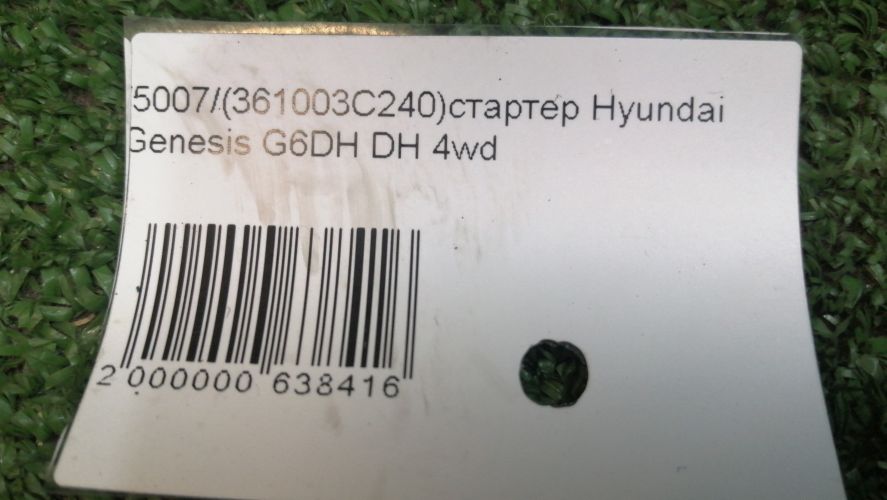 5007/(361003C240)стартер Hyundai
Genesis G6DH DH 4wd
2 000000 638416